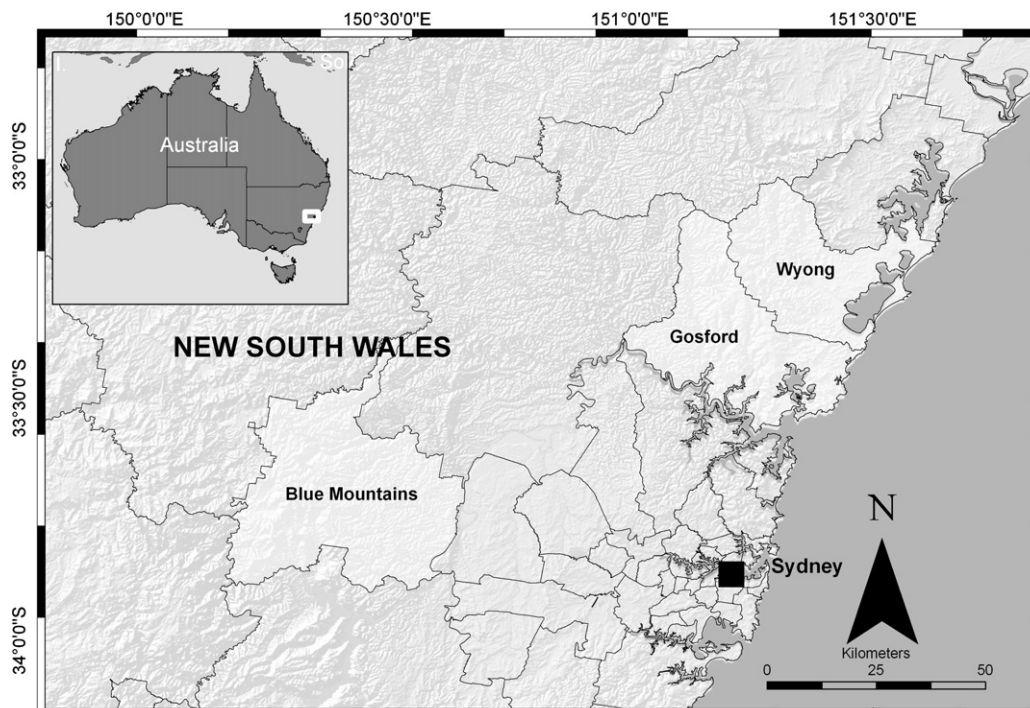 150°0'0"E
150°30'0"E
151°0'0"E
151°30'0"E
I.
So
Australia
33°0'0"S
Wyong
Gosford
NEW SOUTH WALES
33°30'0"S
Blue Mountains
N
Sydney
34°0'0"S
Kilometers
0 25 50